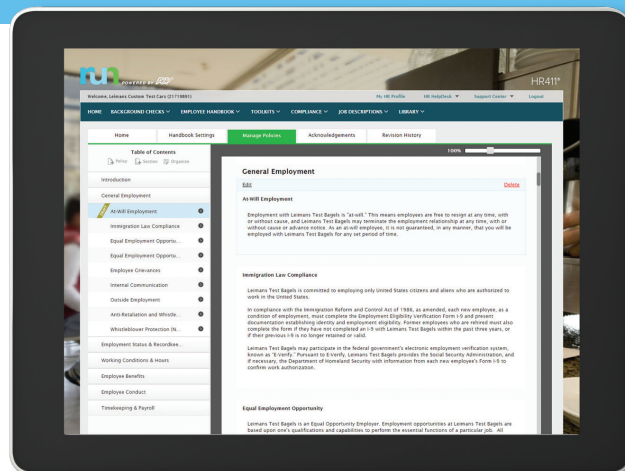 run POWERED BY ADP
HR411®
Welcome, Leimans Custom Test Cars (21719891)
My HR Profile HR HelpDesk Support Center Logout
HOME BACKGROUND CHECKS EMPLOYEE HANDBOOK TOOLKITS COMPLIANCE JOB DESCRIPTIONS LIBRARY
Home Handbook Settings Manage Policies Acknowledgements Revision History
Table of Contents
100%
Policy Section Organize
General Employment
Introduction
Edit Delete
General Employment
At-Will Employment
Immigration Law Compliance
Equal Employment Opportu...
Equal Employment Opportu...
Employee Grievances
Internal Communication
Outside Employment
Anti-Retaliation and Whistle...
Whistleblower Protection (N...
Employment Status & Recordkee...
Working Conditions & Hours
Employee Benefits
Employee Conduct
Timekeeping & Payroll
At-Will Employment
Employment with Leimans Test Bagels is "at-will." This means employees are free to resign at any time, with
or without cause, and Leimans Test Bagels may terminate the employment relationship at any time, with or
without cause or advance notice. As an at-will employee, it is not guaranteed, in any manner, that you will be
employed with Leimans Test Bagels for any set period of time.
Immigration Law Compliance
Leimans Test Bagels is committed to employing only United States citizens and aliens who are authorized to
work in the United States.
In compliance with the Immigration Reform and Control Act of 1986, as amended, each new employee, as a
condition of employment, must complete the Employment Eligibility Verification Form I-9 and present
documentation establishing identity and employment eligibility. Former employees who are rehired must also
complete the form if they have not completed an I-9 with Leimans Test Bagels within the past three years, or
if their previous I-9 is no longer retained or valid.
Leimans Test Bagels may participate in the federal government's electronic employment verification system,
known as "E-Verify." Pursuant to E-Verify, Leimans Test Bagels provides the Social Security Administration, and
if necessary, the Department of Homeland Security with information from each new employee's Form I-9 to
confirm work authorization.
Equal Employment Opportunity
Leimans Test Bagels is an Equal Opportunity Employer. Employment opportunities at Leimans Test Bagels are
based upon one's qualifications and capabilities to perform the essential functions of a particular job. All